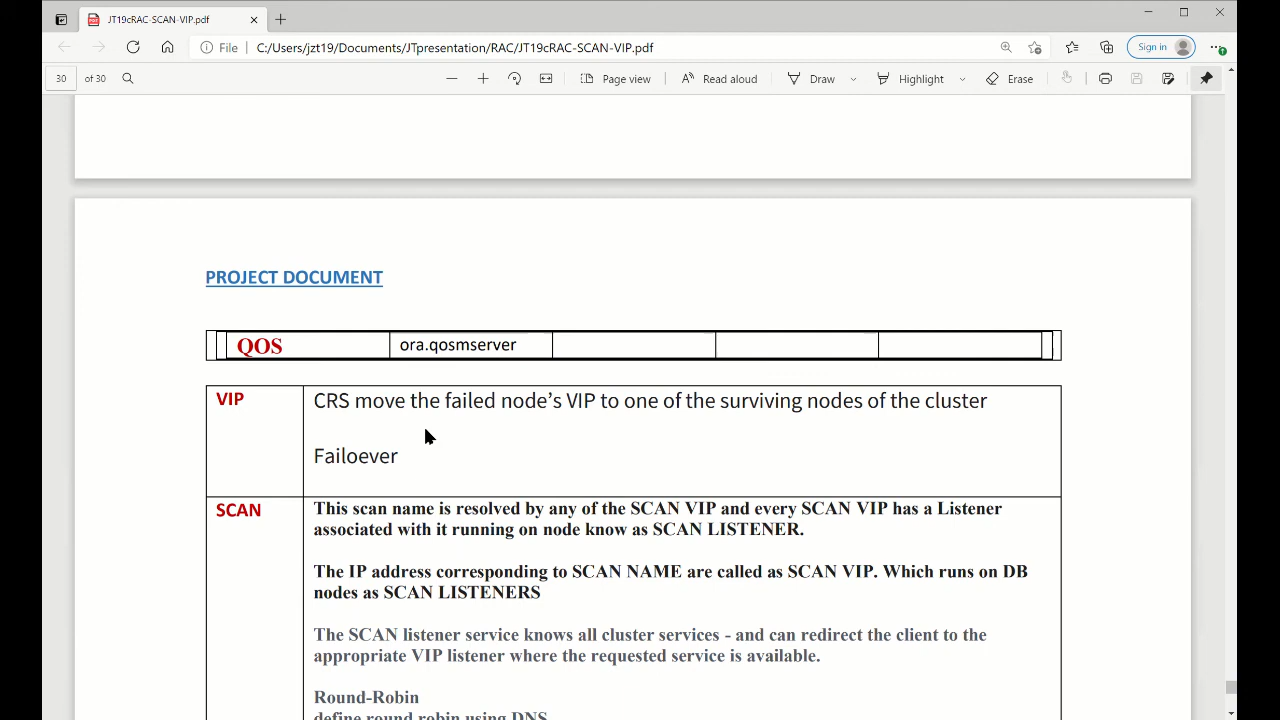 JT19cRAC-SCAN-VIP.pdf
File C:/Users/jzt19/Documents/JTpresentation/RAC/JT19cRAC-SCAN-VIP.pdf Sign in
30 of 30 Page view Read aloud Draw Highlight Erase
PROJECT DOCUMENT
QOS ora.qosmserver
VIP CRS move the failed node’s VIP to one of the surviving nodes of the cluster
Failoever
SCAN This scan name is resolved by any of the SCAN VIP and every SCAN VIP has a Listener
associated with it running on node know as SCAN LISTENER.
The IP address corresponding to SCAN NAME are called as SCAN VIP. Which runs on DB
nodes as SCAN LISTENERS
The SCAN listener service knows all cluster services - and can redirect the client to the
appropriate VIP listener where the requested service is available.
Round-Robin
define round robin using DNS